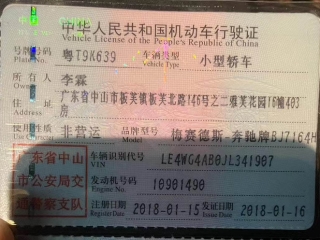 中华人民共和国机动车行驶证
Vehicle License of the People's Republic of China
号牌号码 粤T9K639 车辆类型 小型轿车
Plate No. Vehicle Type
所有人 李霖
住址 广东省中山市板芙镇板芙北路146号之二雅芙花园16幢403房
使用性质 非营运 品牌型号 梅赛德斯-奔驰牌BJ7164H
车辆识别代号 LE4WG4AB0JL341907
VIN
发动机号码 10901490
Engine No.
注册日期 2018-01-15 发证日期 2018-01-16
Register Date Issue Date
东省中山
市公安局交
通警察支队